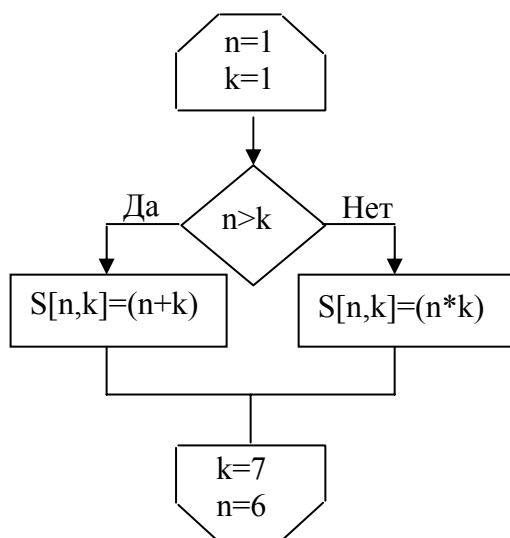 n=1
k=1
Да
n>k
Нет
S[n,k]=(n+k)
S[n,k]=(n*k)
k=7
n=6